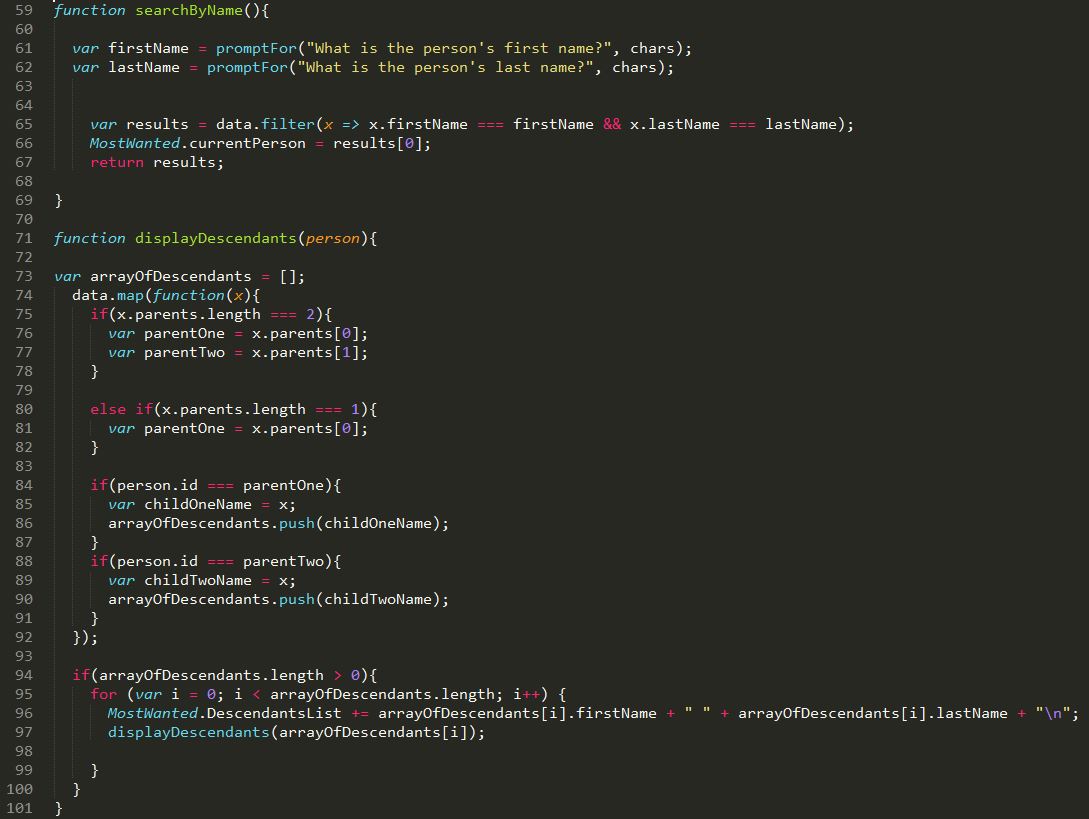 59 function searchByName(){
60
61   var firstName = promptFor("What is the person's first name?", chars);
62   var lastName = promptFor("What is the person's last name?", chars);
63
64
65     var results = data.filter(x => x.firstName === firstName && x.lastName === lastName);
66     MostWanted.currentPerson = results[0];
67     return results;
68
69 }
70
71 function displayDescendants(person){
72
73 var arrayOfDescendants = [];
74   data.map(function(x){
75     if(x.parents.length === 2){
76       var parentOne = x.parents[0];
77       var parentTwo = x.parents[1];
78     }
79
80     else if(x.parents.length === 1){
81       var parentOne = x.parents[0];
82     }
83
84     if(person.id === parentOne){
85       var childOneName = x;
86       arrayOfDescendants.push(childOneName);
87     }
88     if(person.id === parentTwo){
89       var childTwoName = x;
90       arrayOfDescendants.push(childTwoName);
91     }
92   });
93
94   if(arrayOfDescendants.length > 0){
95     for (var i = 0; i < arrayOfDescendants.length; i++) {
96       MostWanted.DescendantsList += arrayOfDescendants[i].firstName + " " + arrayOfDescendants[i].lastName + "\n";
97       displayDescendants(arrayOfDescendants[i]);
98
99     }
100   }
101 }